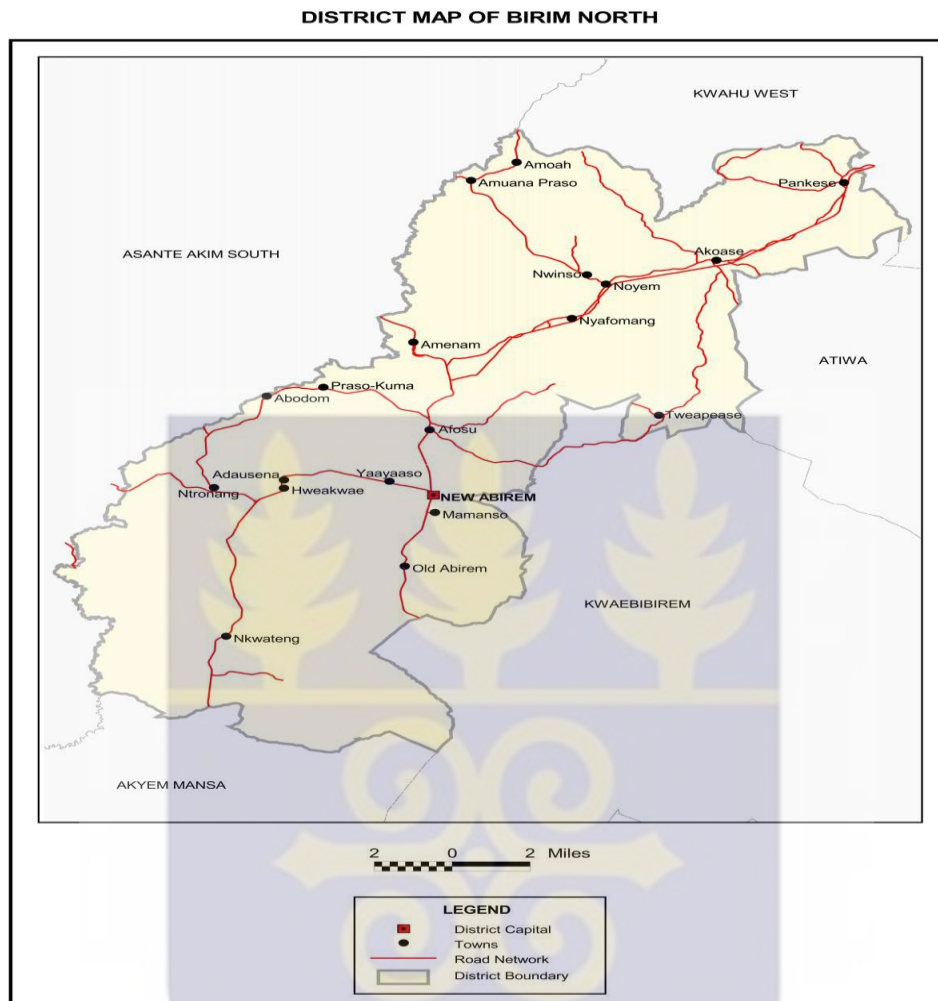 DISTRICT MAP OF BIRIM NORTH
KWAHU WEST
Amoah
Amuana Praso
Pankese
ASANTE AKIM SOUTH
Akoase
Nwinso
Noyem
Nyafomang
Amenam
ATIWA
Praso-Kuma
Abodom
Tweapease
Afosu
Adausena
Yaayaaso
Ntronang
Hweakwae
NEW ABIREM
Mamanso
Old Abirem
KWAEBIBIREM
Nkwateng
AKYEM MANSA
2 0 2 Miles
LEGEND
District Capital
Towns
Road Network
District Boundary